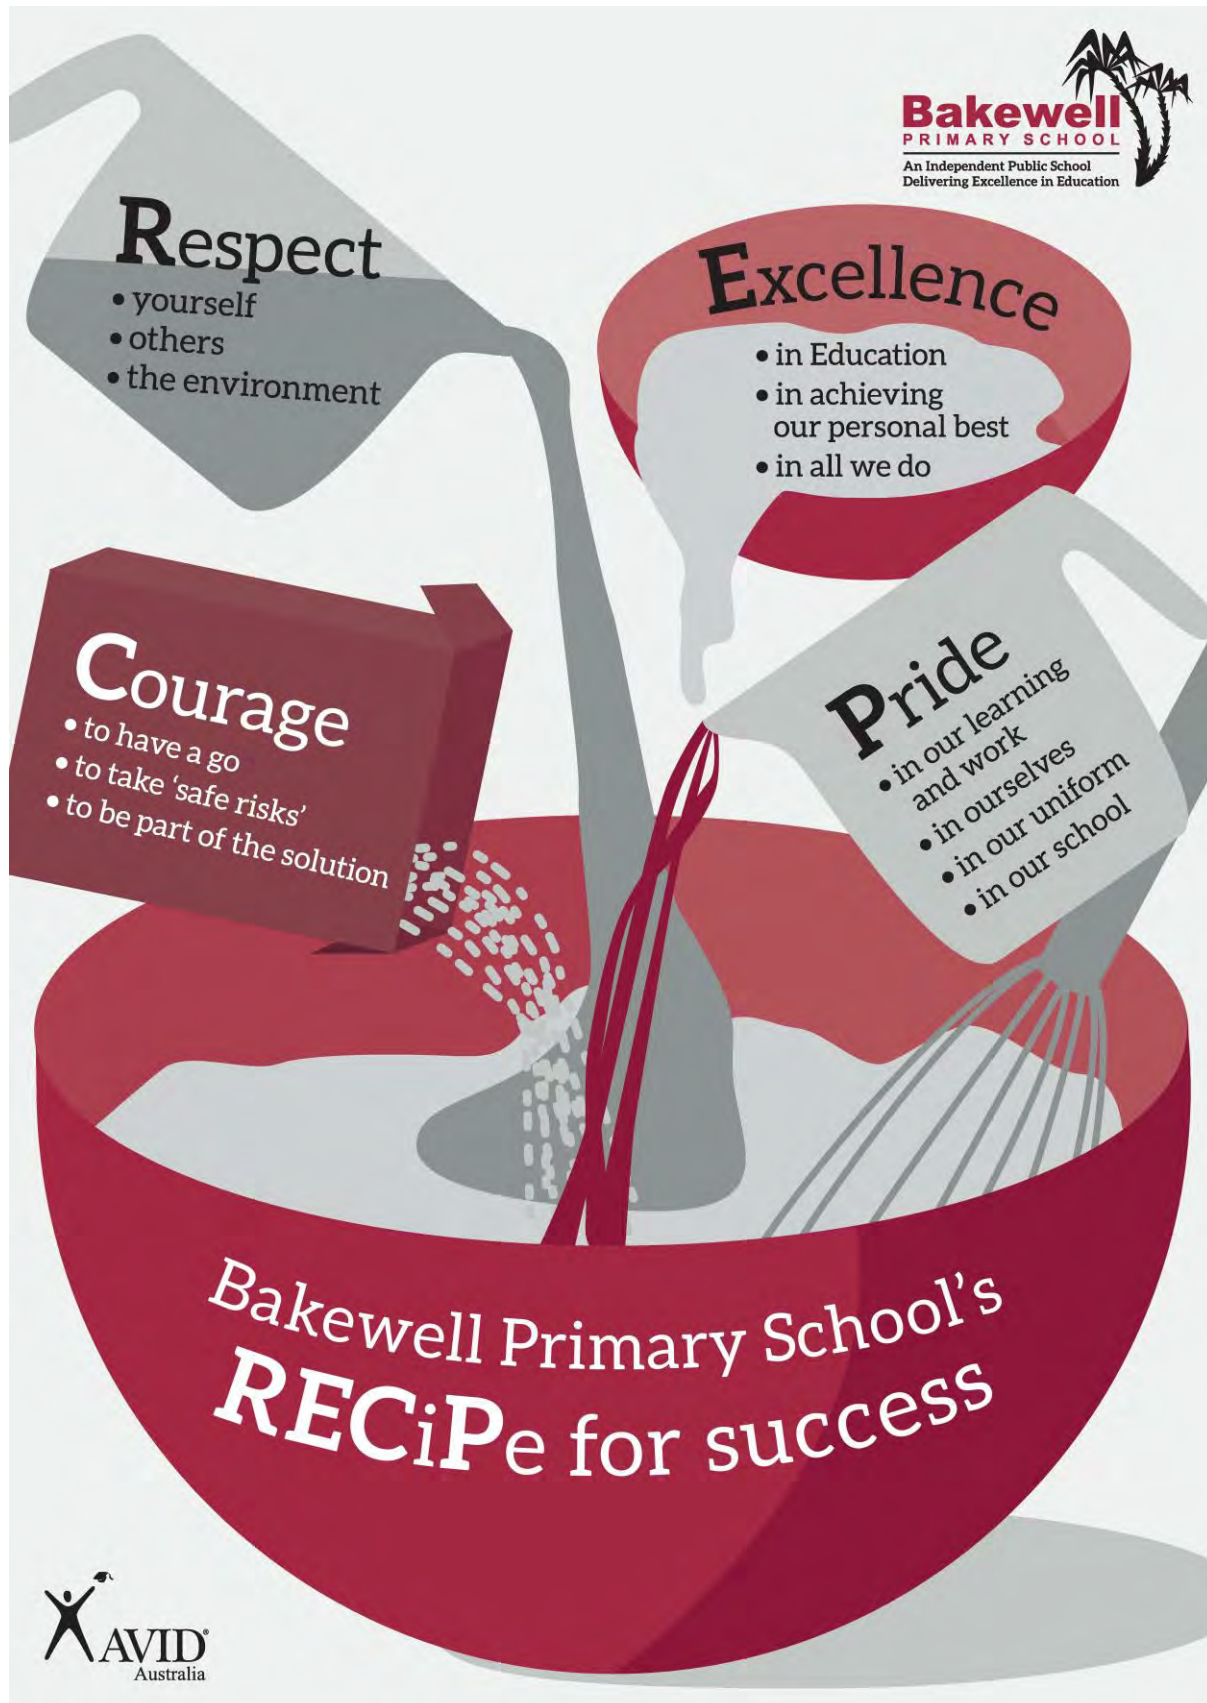 Bakewell
PRIMARY SCHOOL
An Independent Public School
Delivering Excellence in Education
Respect
• yourself
• others
• the environment
Excellence
• in Education
• in achieving
our personal best
• in all we do
Courage
• to have a go
• to take ‘safe risks’
• to be part of the solution
Pride
• in our learning
and work
• in ourselves
• in our uniform
• in our school
Bakewell Primary School’s
RECiPe for success
AVID®
Australia